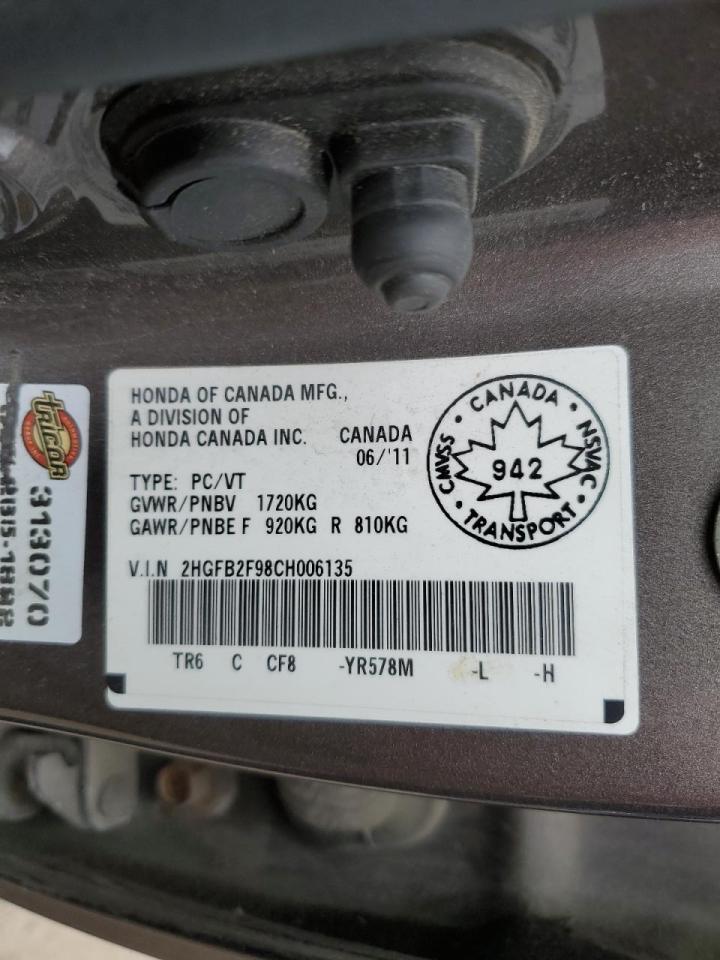 HONDA OF CANADA MFG.,
A DIVISION OF
HONDA CANADA INC. CANADA
06/'11
TYPE: PC/VT
GVWR/PNBV 1720KG
GAWR/PNBE F 920KG R 810KG
V.I.N 2HGFB2F98CH006135
TR6 C CF8 -YR578M -L -H
CANADA · NSVAC · TRANSPORT · CMVSS ·
942
tricor
313070